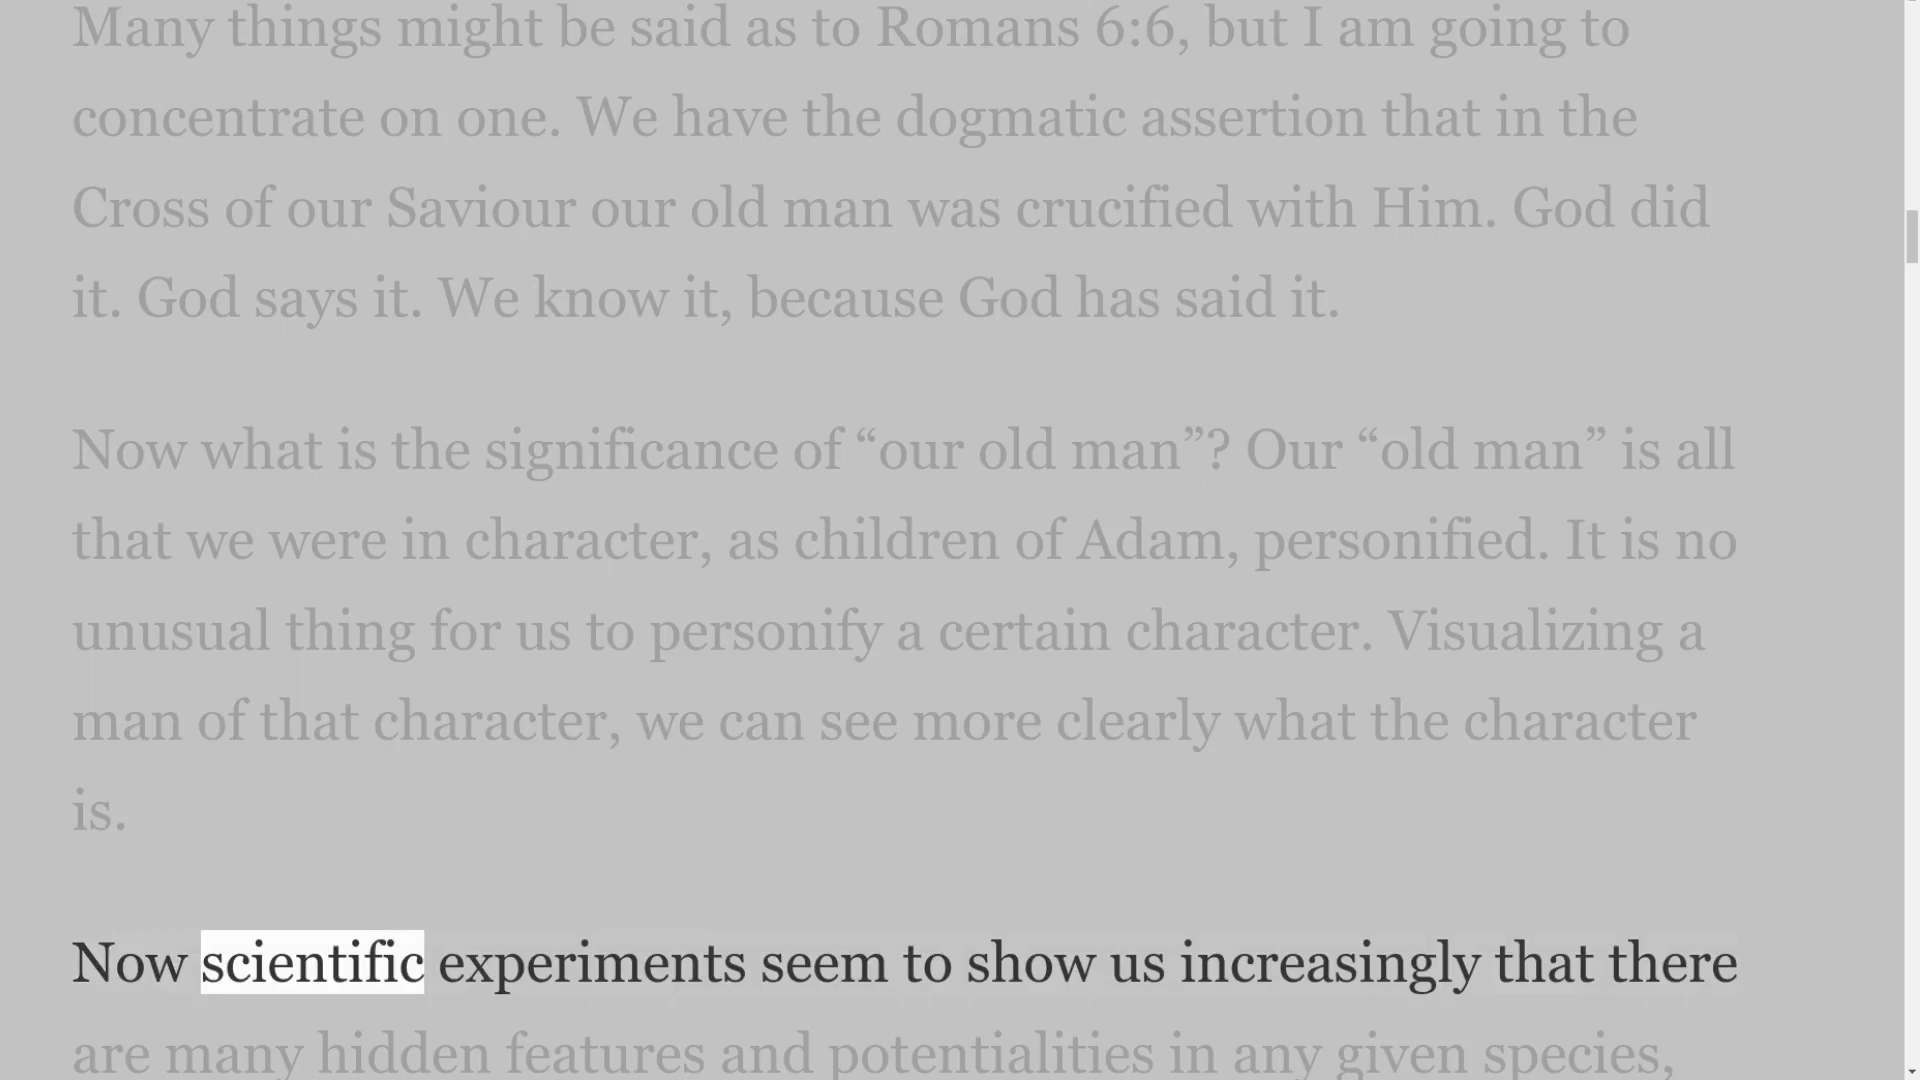 Many things might be said as to Romans 6:6, but I am going to
concentrate on one. We have the dogmatic assertion that in the
Cross of our Saviour our old man was crucified with Him. God did
it. God says it. We know it, because God has said it.
Now what is the significance of “our old man”? Our “old man” is all
that we were in character, as children of Adam, personified. It is no
unusual thing for us to personify a certain character. Visualizing a
man of that character, we can see more clearly what the character
is.
Now scientific experiments seem to show us increasingly that there
are many hidden features and potentialities in any given species,